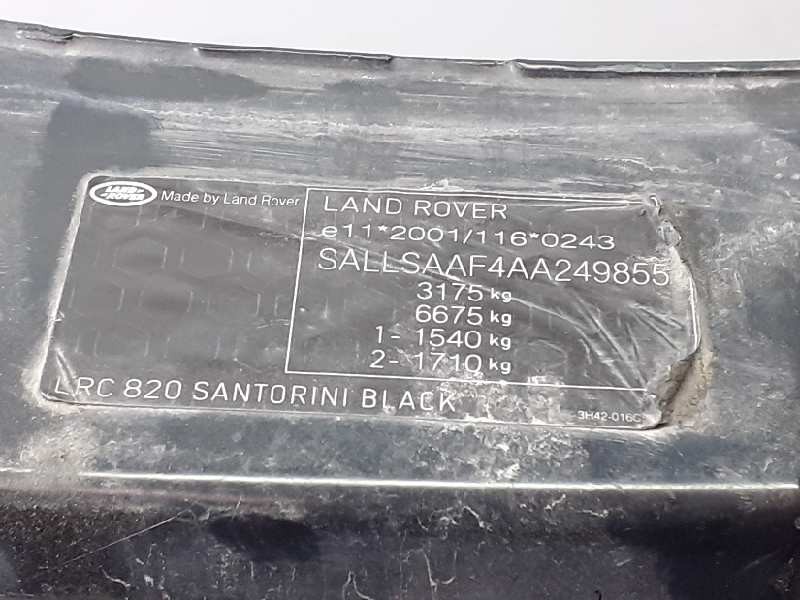 LAND ROVER
Made by Land Rover
LAND ROVER
e11*2001/116*0243
SALLSAAF4AA249855
3175 kg
6675 kg
1- 1540 kg
2- 1710 kg
LRC 820 SANTORINI BLACK
3H42-016C